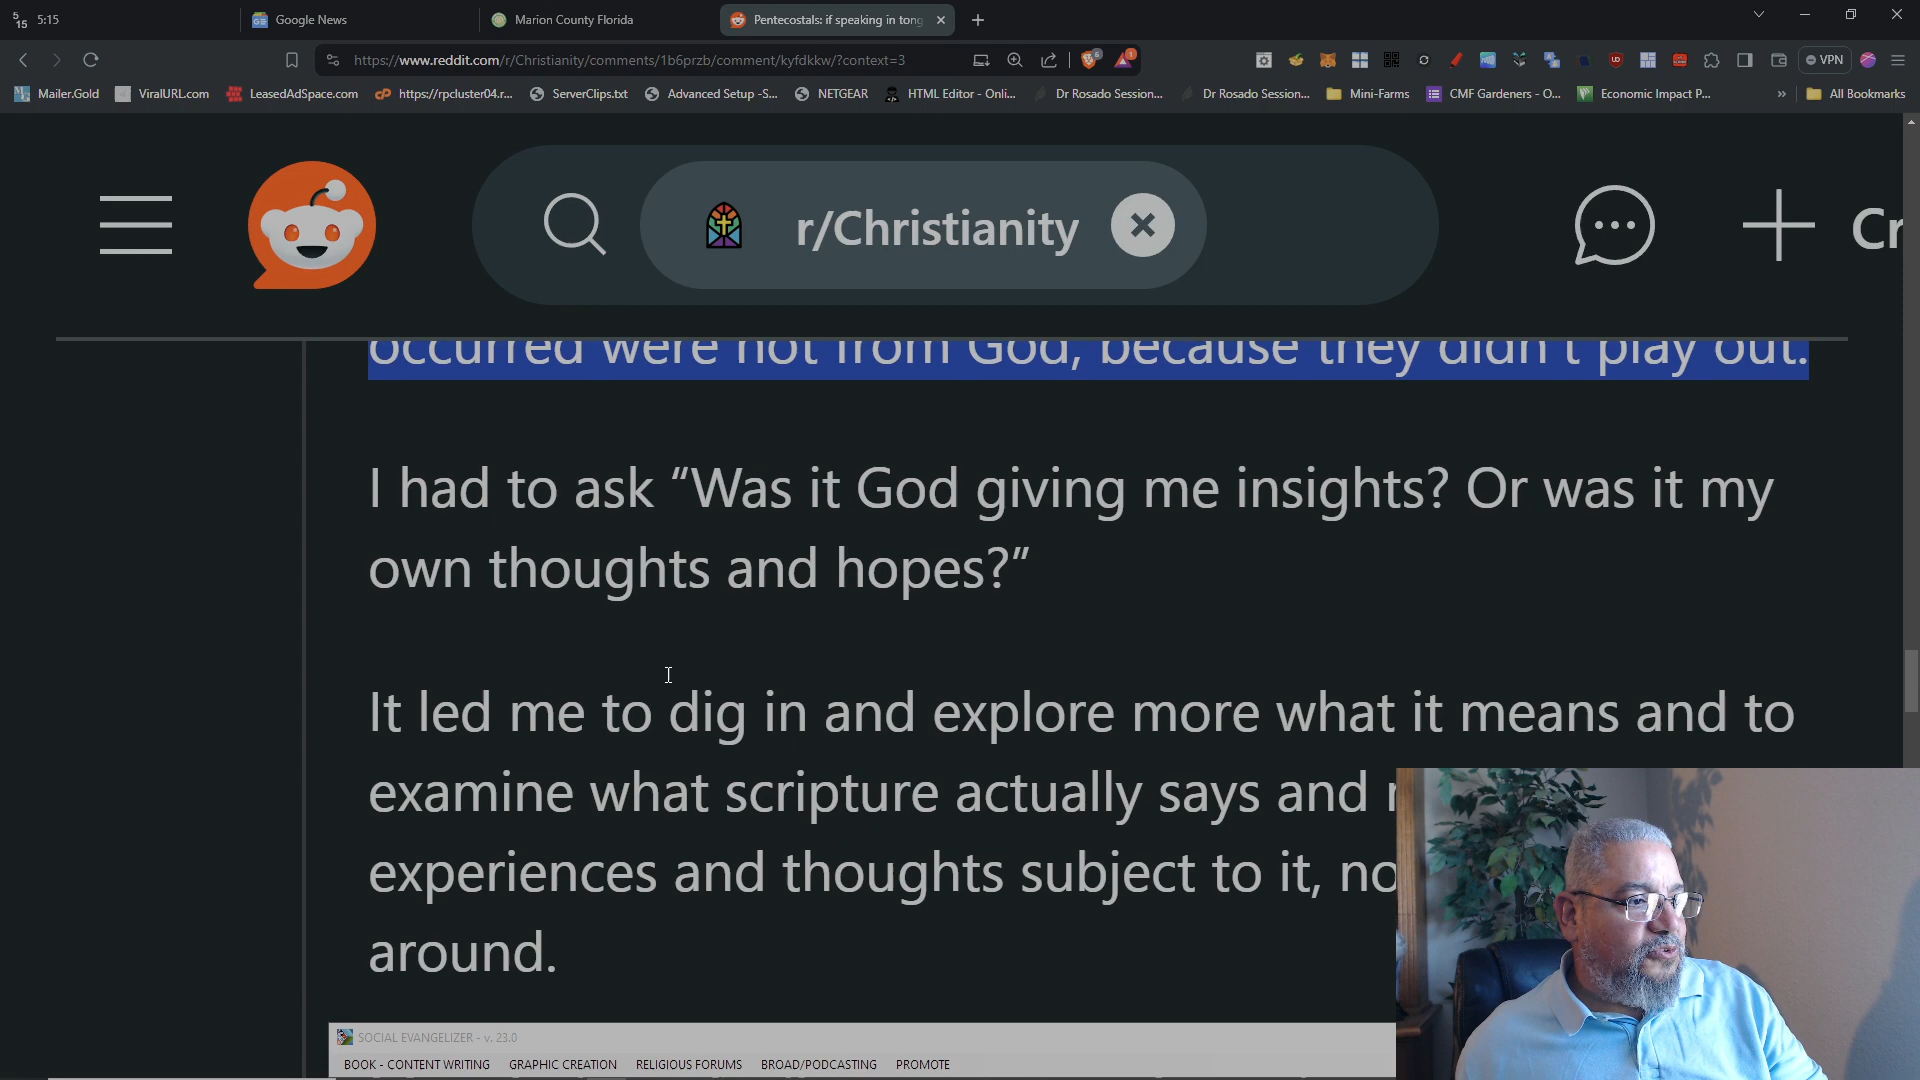 5 15 5:15
Google News
Marion County Florida
Pentecostals: if speaking in tong
https://www.reddit.com/r/Christianity/comments/1b6przb/comment/kyfdkkw/?context=3
6
1
VPN
Mailer.Gold
ViralURL.com
LeasedAdSpace.com
https://rpcluster04.r...
ServerClips.txt
Advanced Setup -S...
NETGEAR
HTML Editor - Onli...
Dr Rosado Session...
Dr Rosado Session...
Mini-Farms
CMF Gardeners - O...
Economic Impact P...
»
All Bookmarks
r/Christianity
Cr
occurred were not from God, because they didn't play out.
I had to ask “Was it God giving me insights? Or was it my
own thoughts and hopes?”
It led me to dig in and explore more what it means and to
examine what scripture actually says and
experiences and thoughts subject to it, no
around.
SOCIAL EVANGELIZER - v. 23.0
BOOK - CONTENT WRITING GRAPHIC CREATION RELIGIOUS FORUMS BROAD/PODCASTING PROMOTE